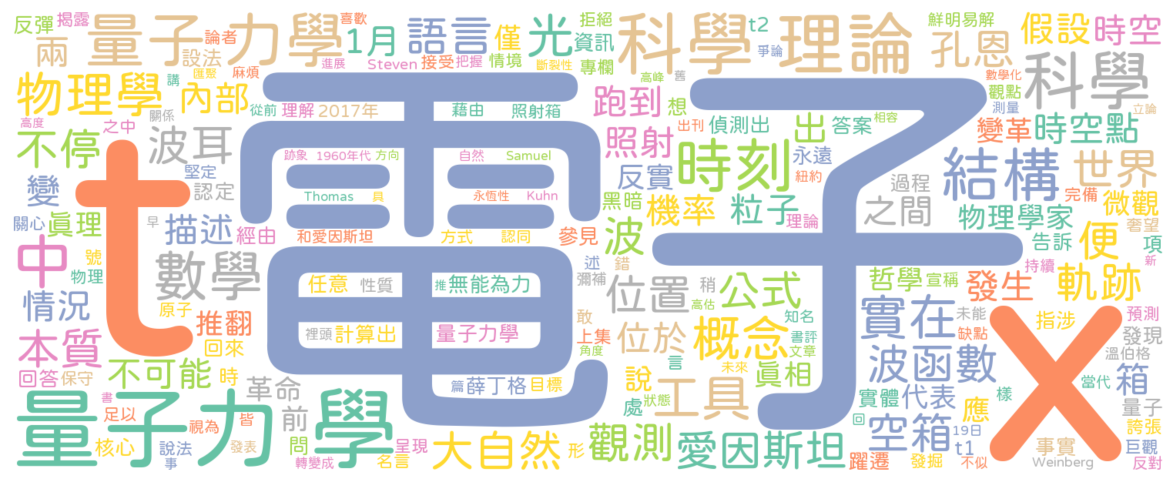 反彈 揭露 量子力學 喜歡 1月 語言 僅 光 拒絕 資訊 專欄 科學理論 t2 爭論 孔恩 鮮明易解 假設 時空
兩 論者 設法 麻煩 進展 Steven 接受 把握 情境 斷裂性 高峰 舊 數學化 觀點 測量 科學
物理學 匯聚 講 內部 從前 理解 2017年 藉由 照射箱 跑到 想 偵測出 出 答案 相容 變革 時空點 立論
高度 之中 關係 不停 波耳 跡象 1960年代 方向 自然 Samuel 照射 出刊 時刻 永遠 紐約 結構 世界
t 電子 堅定 認定 Thomas 貝 永恆性 Kuhn 反實 黑暗 機率 粒子 理論 過程 之間 完備 微觀
變 關心 真理 早 描述 經由 和愛因斯坦 方式 認同 參見 波 物理學家 告訴 奢望 項
中 號 物理 數學 任意 性質 推 無能為力 述 錯 彌補 稍 位置 公式 哲學 宣稱 發生 便 持續 新 軌跡
情況 原子 推翻 裡頭 計算出 量子力學 敢 高估 知名 實在 未能 缺點 指涉 預測 發現
本質 回來 上集 角度 位於 概念 書評 文章 波函數 溫伯格
回答 保守 不可能 時 革命 篇 薛丁格 目標 言 未來 說 真相 工具 狀態 處 實體 代表 箱 當代 樣 x
量子力學 書 足以 視為 皆 前 應 量子 誇張
核心 說法 事 發表 問 轉變成 呈現 名言 大自然 形 觀測 愛因斯坦 回 空箱 19日 t1 躍遷 發掘 不似 事實 Weinberg 巨觀 反對